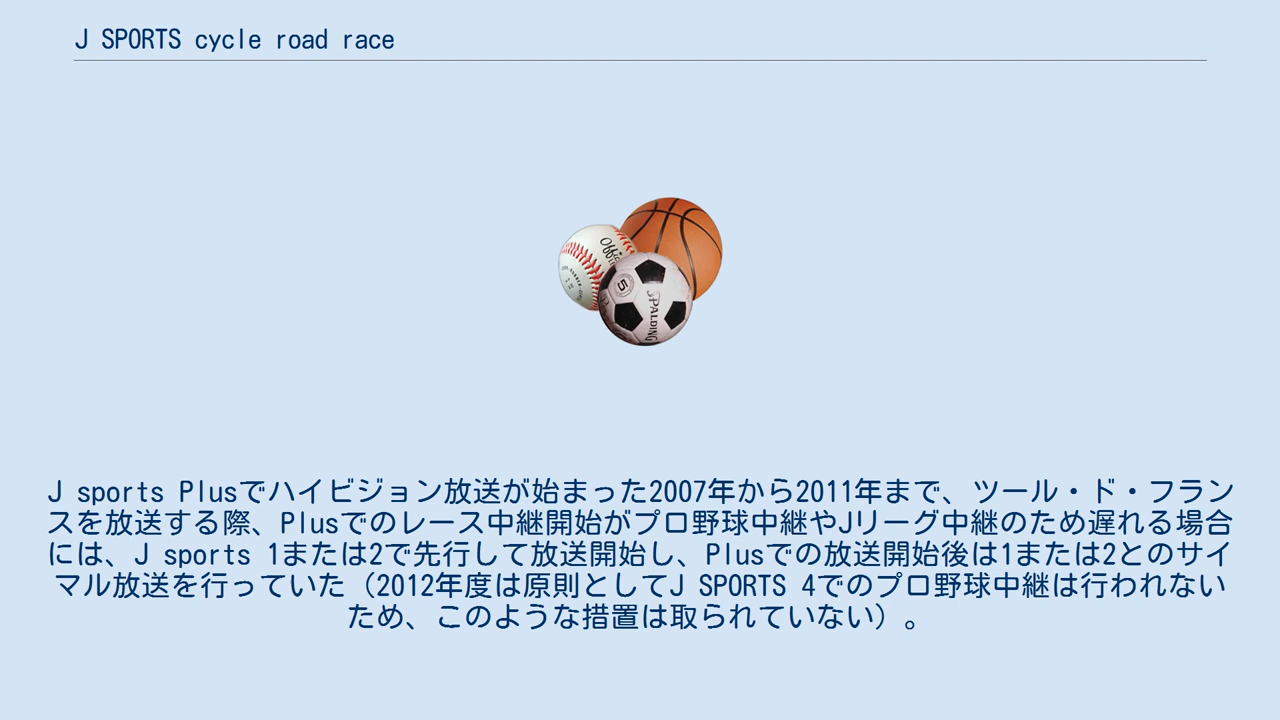 J SPORTS cycle road race
Offic
5
SPALDING
J sports Plusでハイビジョン放送が始まった2007年から2011年まで、ツール・ド・フラン
スを放送する際、Plusでのレース中継開始がプロ野球中継やJリーグ中継のため遅れる場合
には、J sports 1または2で先行して放送開始し、Plusでの放送開始後は1または2とのサイ
マル放送を行っていた（2012年度は原則としてJ SPORTS 4でのプロ野球中継は行われない
ため、このような措置は取られていない）。